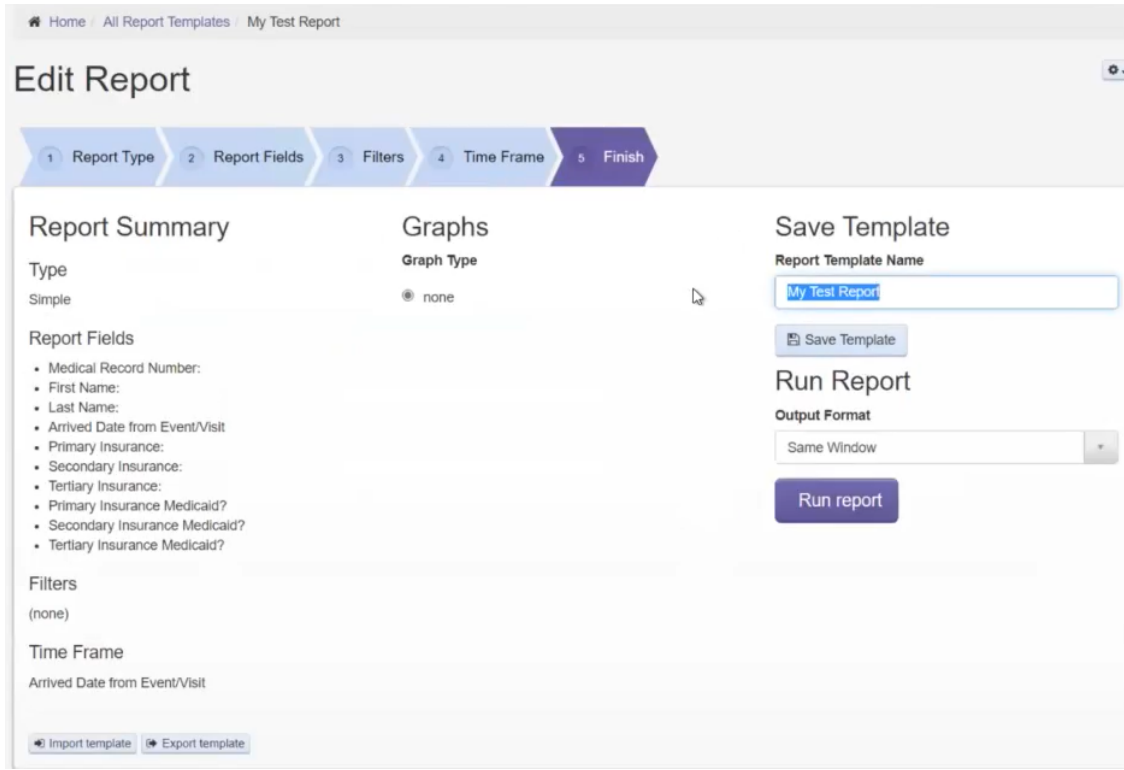 Home / All Report Templates / My Test Report
Edit Report
1 Report Type 2 Report Fields 3 Filters 4 Time Frame 5 Finish
Report Summary
Type
Simple
Report Fields
• Medical Record Number:
• First Name:
• Last Name:
• Arrived Date from Event/Visit
• Primary Insurance:
• Secondary Insurance:
• Tertiary Insurance:
• Primary Insurance Medicaid?
• Secondary Insurance Medicaid?
• Tertiary Insurance Medicaid?
Filters
(none)
Time Frame
Arrived Date from Event/Visit
Import template Export template
Graphs
Graph Type
none
Save Template
Report Template Name
My Test Report
Save Template
Run Report
Output Format
Same Window
Run report